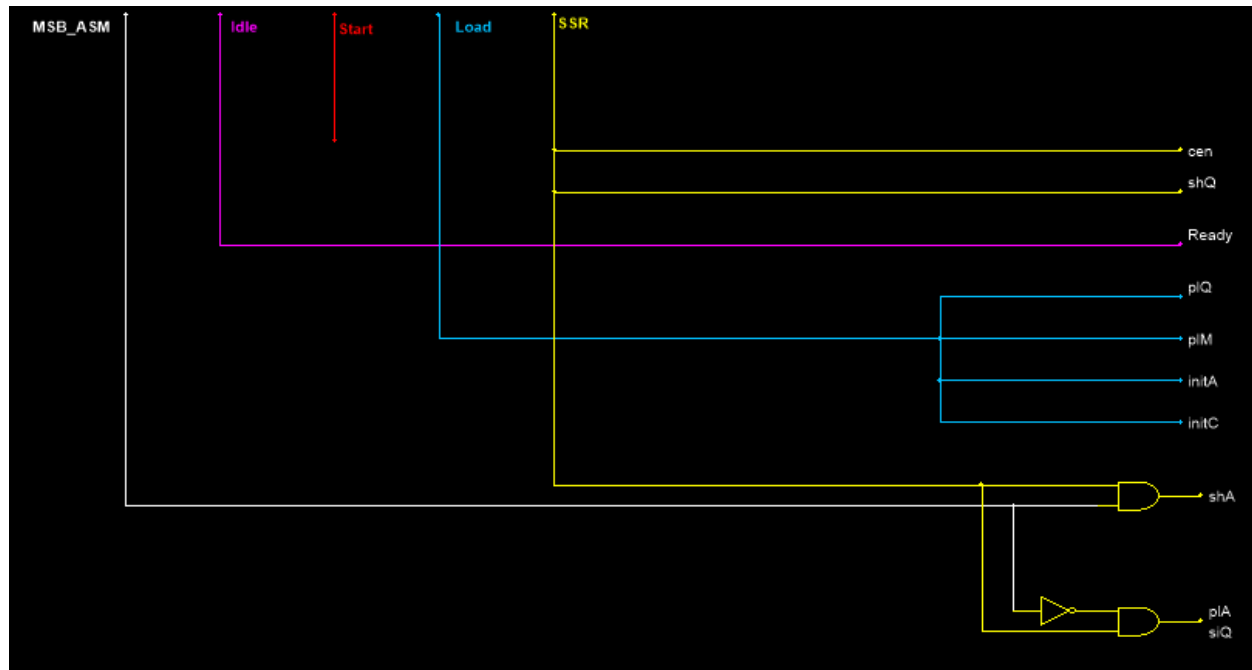 MSB_ASM
Idle
Start
Load
SSR
cen
shQ
Ready
plQ
plM
initA
initC
shA
plA
siQ